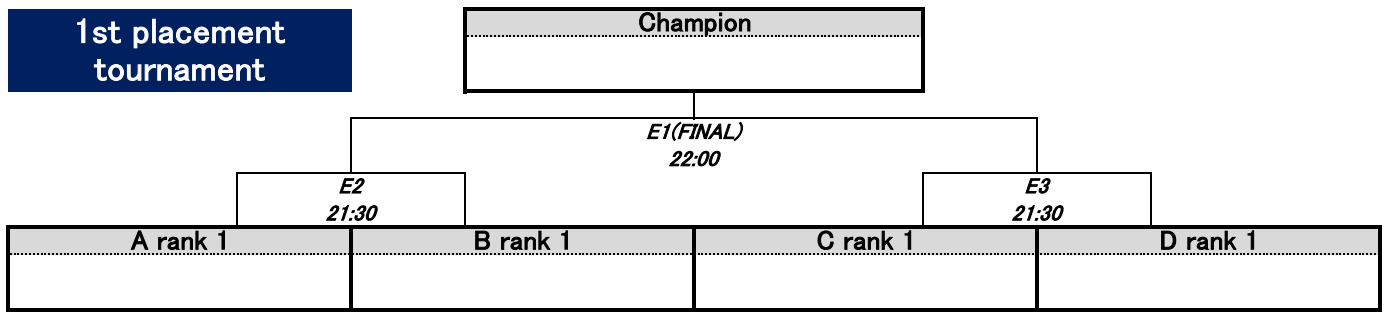 1st placement
tournament
Champion
E1(FINAL)
22:00
E2
21:30
E3
21:30
A rank 1
B rank 1
C rank 1
D rank 1